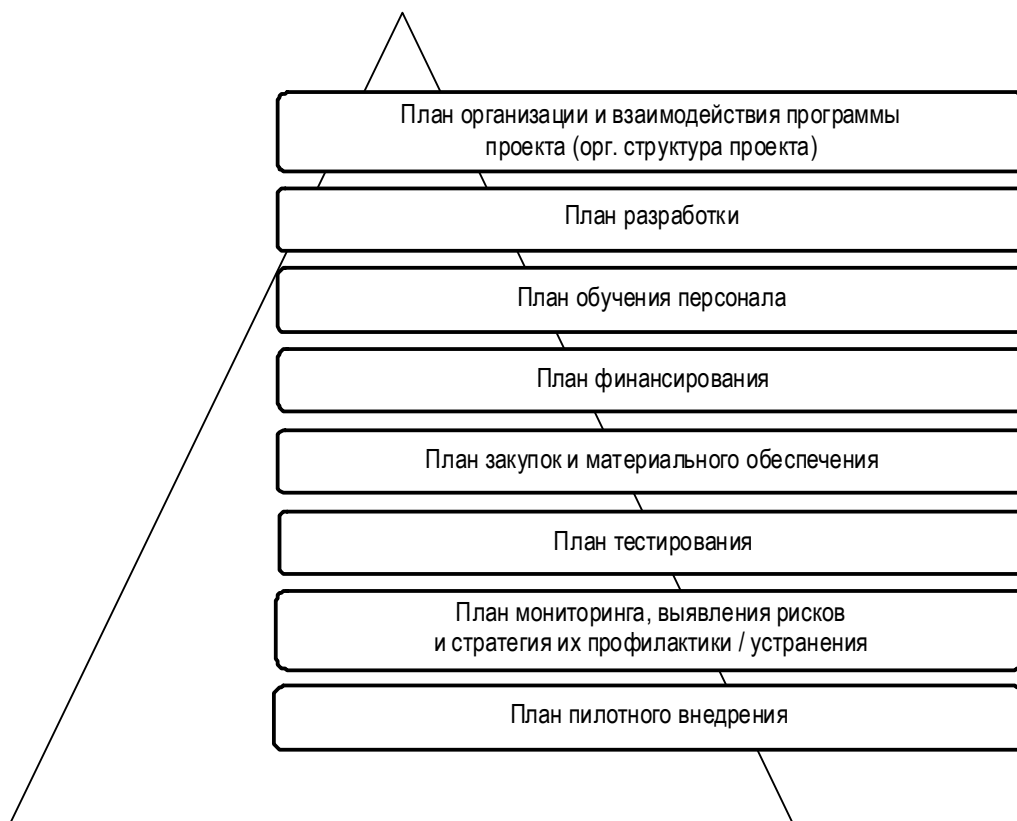 План организации и взаимодействия программы
проекта (орг. структура проекта)
План разработки
План обучения персонала
План финансирования
План закупок и материального обеспечения
План тестирования
План мониторинга, выявления рисков
и стратегия их профилактики / устранения
План пилотного внедрения